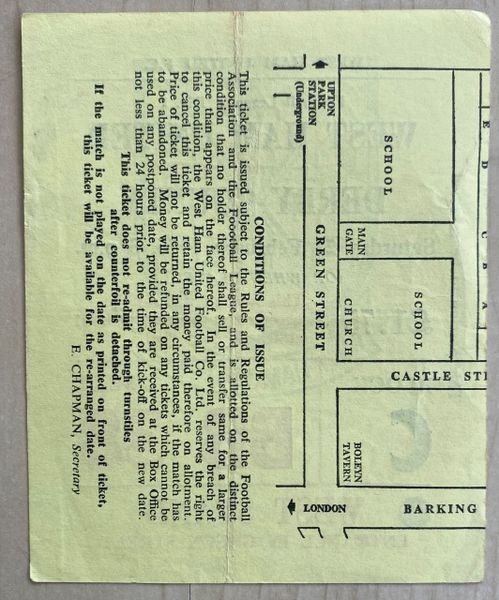 UPTON
PARK
STATION
(Underground)
SCHOOL
E D
MAIN
GATE
GREEN STREET
CHURCH
SCHOOL
CASTLE
BOLEYN
TAVERN
LONDON
BARKING
CONDITIONS OF ISSUE
This ticket is issued subject to the Rules and Regulations of the Football
Association and the Foootball League, and is allotted on the distinct
condition that no holder thereof shall sell or transfer same for a larger
price than appears on the face hereof. In the event of any breach of
this condition, the West Ham United Football Co. Ltd. reserves the right
to cancel this ticket and retain the money paid therefore on allotment.
Price of ticket will not be returned, in any circumstances, if the match has
to be abandoned. Money will be refunded on any tickets which cannot be
used on any postponed date, provided they are received at the Box Office
not less than 24 hours prior to the time of kick-off on the new date.
This ticket does not re-admit through turnstiles
after counterfoil is detached.
If the match is not played on the date as printed on front of ticket,
this ticket will be available for the re-arranged date.
E. CHAPMAN, Secretary